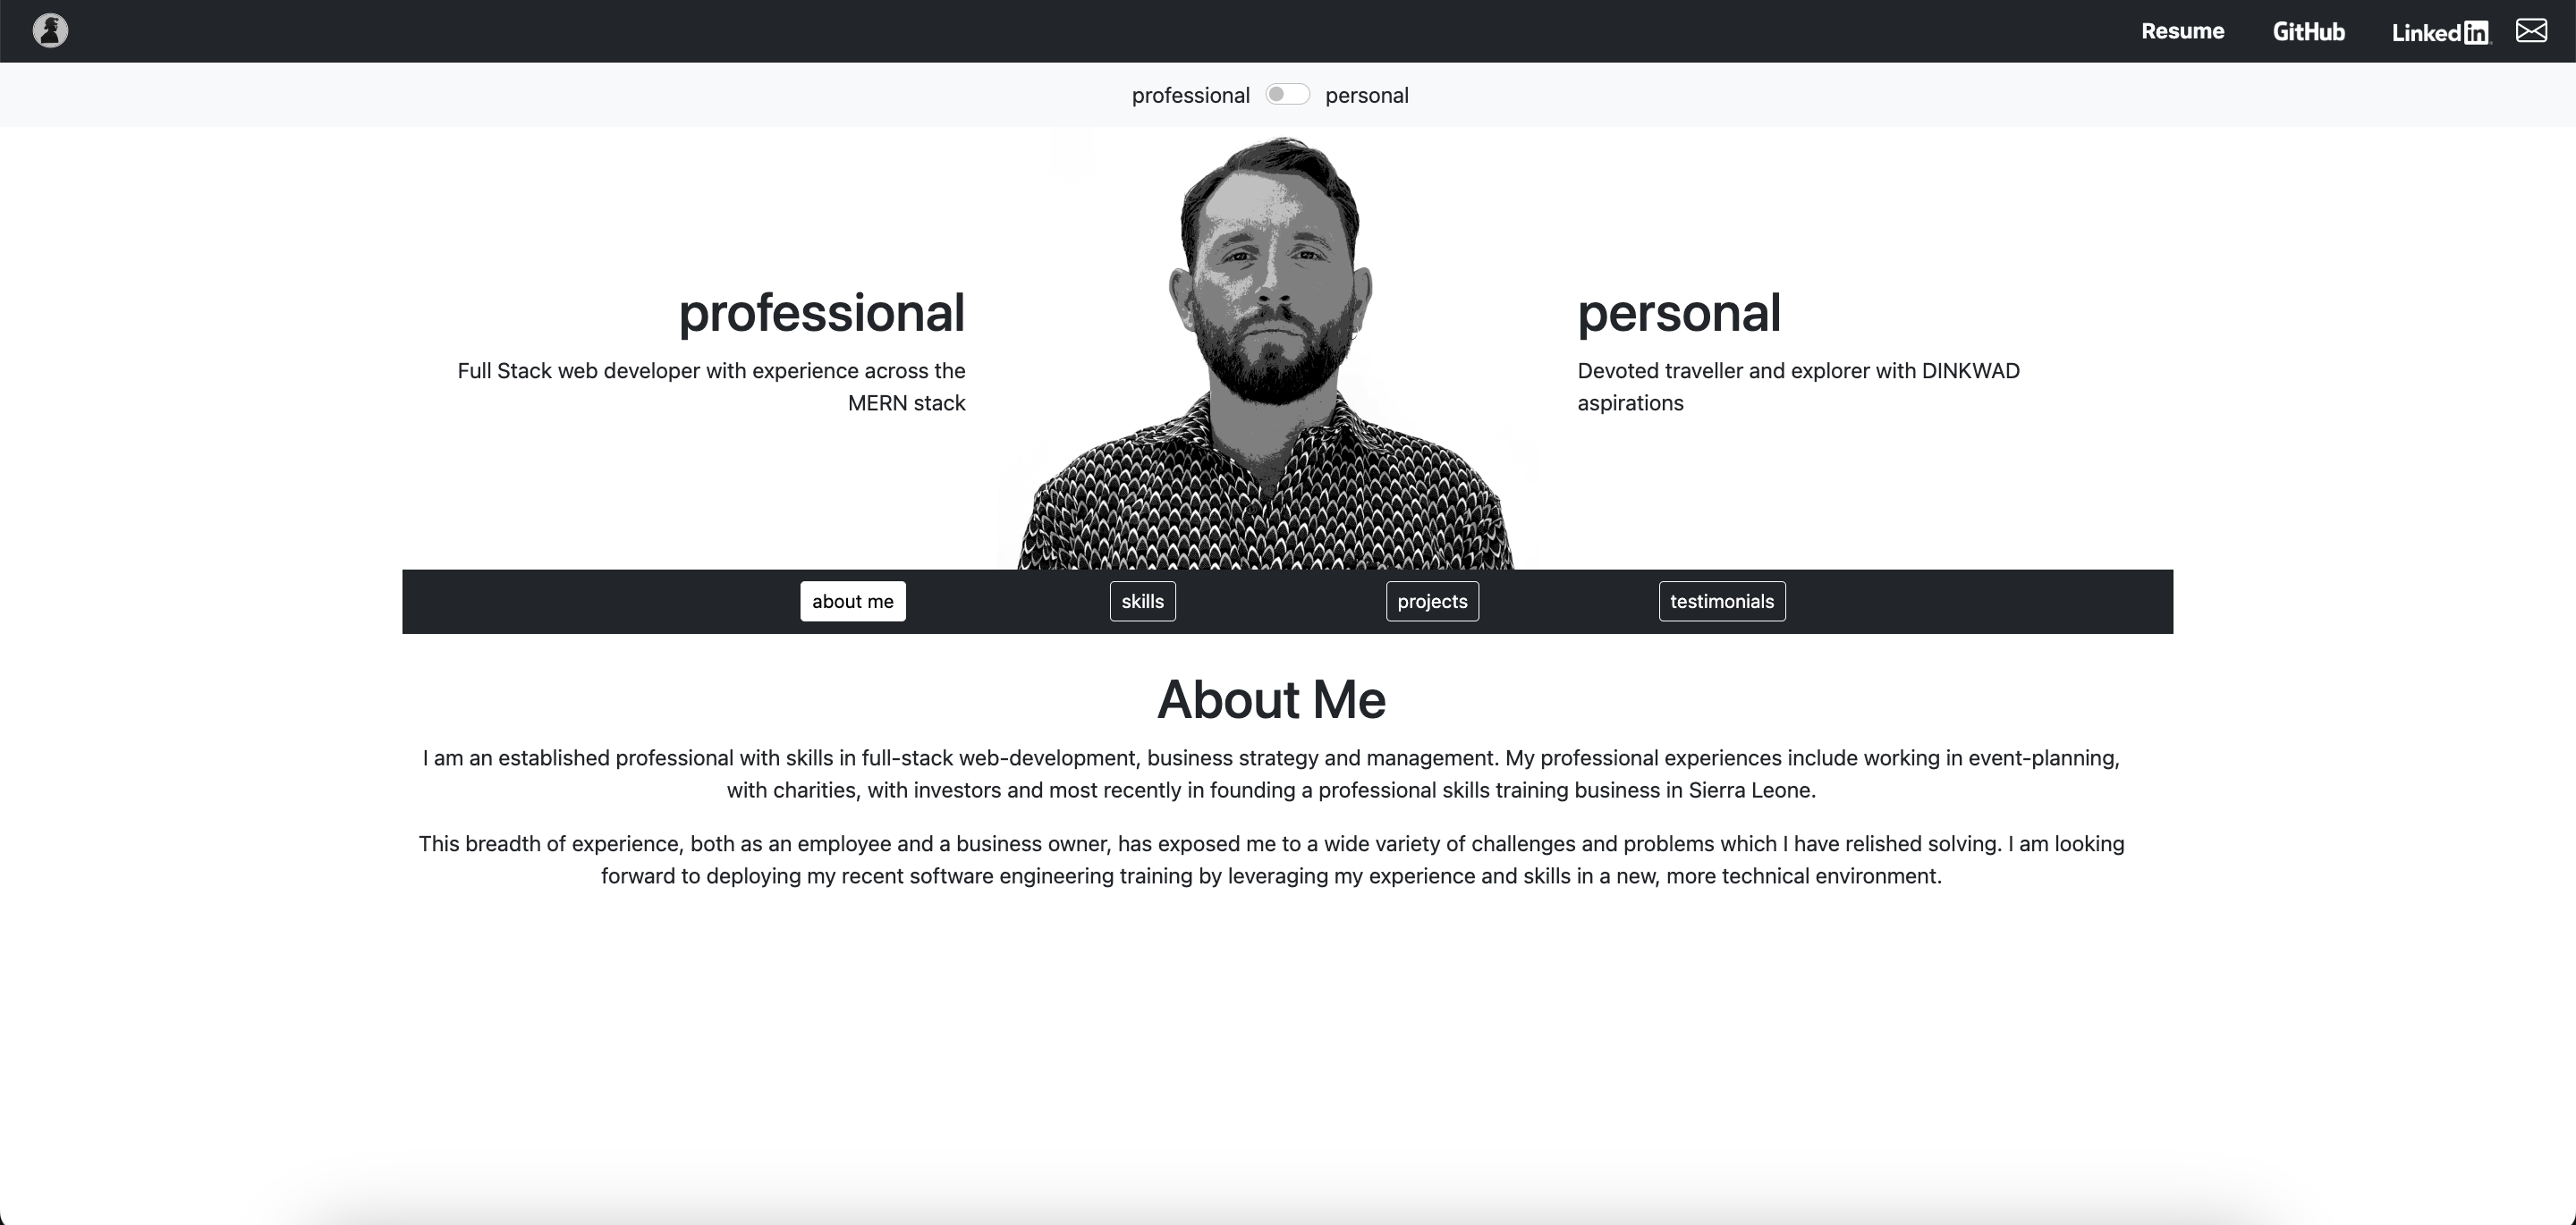 Resume
GitHub
Linked in
professional personal
professional
Full Stack web developer with experience across the
MERN stack
personal
Devoted traveller and explorer with DINKWAD
aspirations
about me
skills
projects
testimonials
About Me
I am an established professional with skills in full-stack web-development, business strategy and management. My professional experiences include working in event-planning,
with charities, with investors and most recently in founding a professional skills training business in Sierra Leone.
This breadth of experience, both as an employee and a business owner, has exposed me to a wide variety of challenges and problems which I have relished solving. I am looking
forward to deploying my recent software engineering training by leveraging my experience and skills in a new, more technical environment.